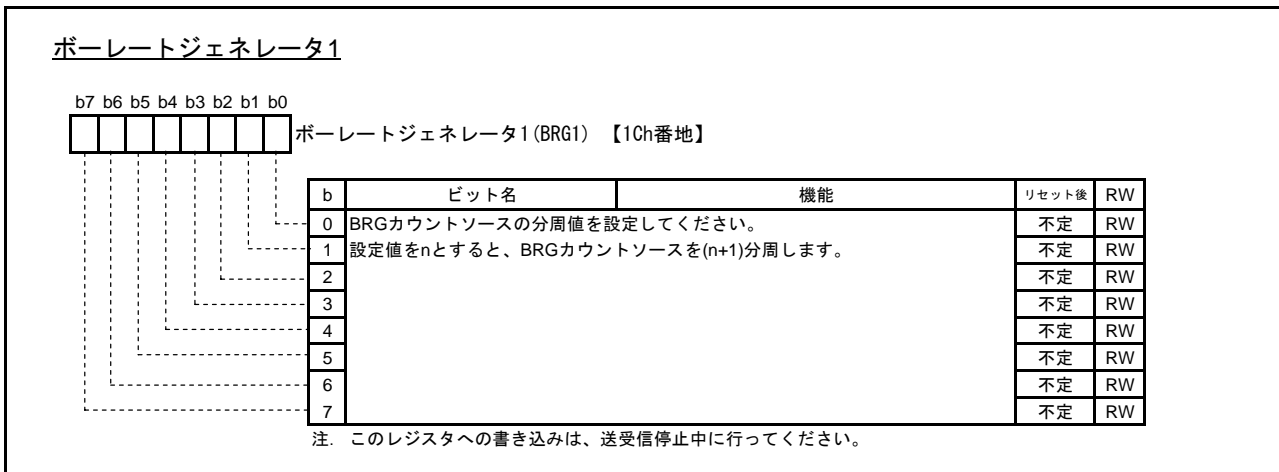 ボーレートジェネレータ1
b7 b6 b5 b4 b3 b2 b1 b0
ボーレートジェネレータ1(BRG1) 【1Ch番地】
b ビット名 機能 リセット後 RW
0 BRGカウントソースの分周値を設定してください。 不定 RW
1 設定値をnとすると、BRGカウントソースを(n+1)分周します。 不定 RW
2 不定 RW
3 不定 RW
4 不定 RW
5 不定 RW
6 不定 RW
7 不定 RW
注. このレジスタへの書き込みは、送受信停止中に行ってください。